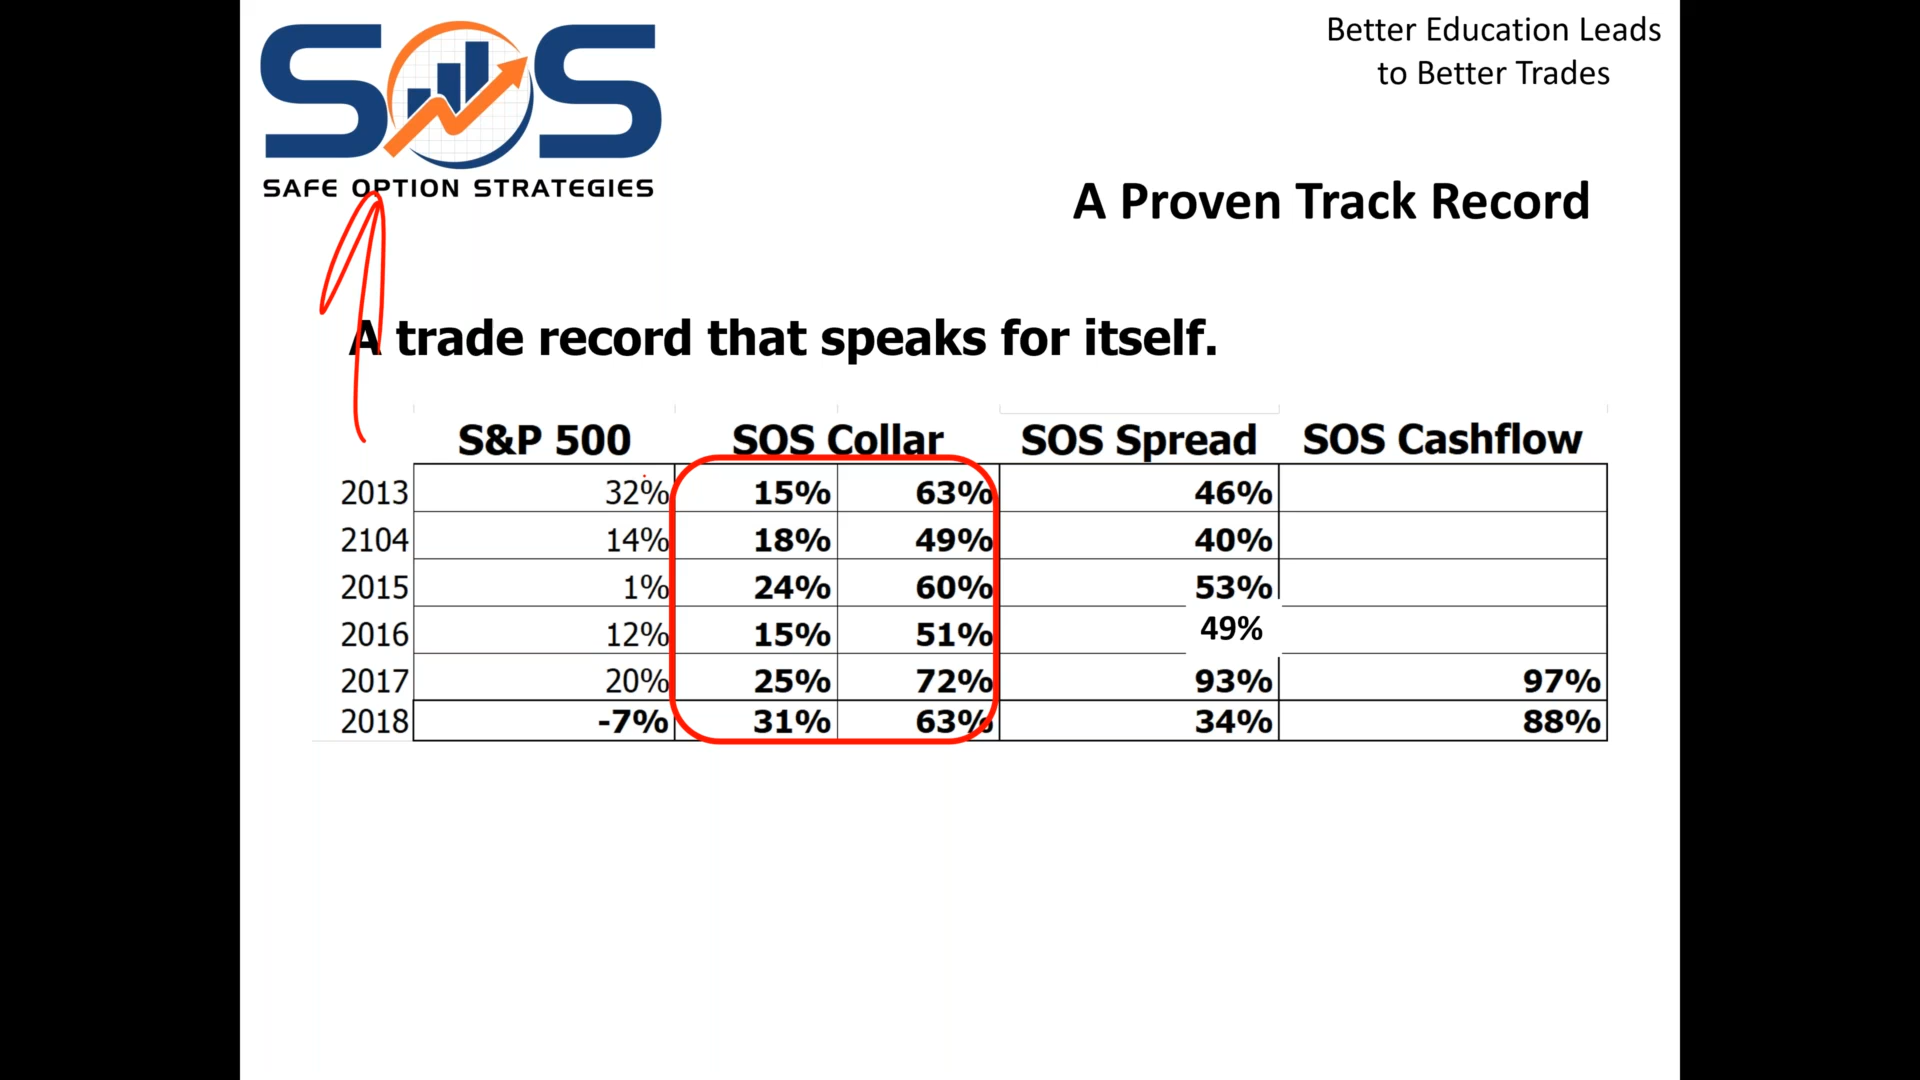 SOS
SAFE OPTION STRATEGIES
Better Education Leads
to Better Trades
A Proven Track Record
A trade record that speaks for itself.
S&P 500 SOS Collar SOS Spread SOS Cashflow
2013 32% 15% 63% 46%
2104 14% 18% 49% 40%
2015 1% 24% 60% 53%
2016 12% 15% 51% 49%
2017 20% 25% 72% 93% 97%
2018 -7% 31% 63% 34% 88%